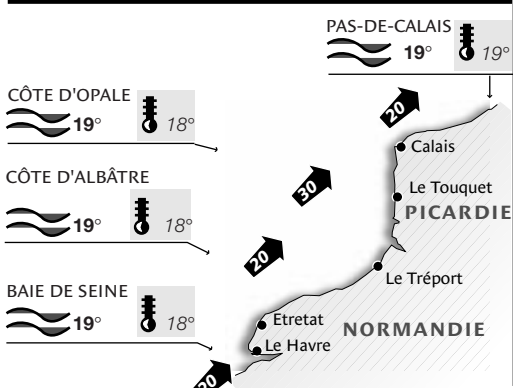 PAS-DE-CALAIS
19° 19°
20
CÔTE D'OPALE
19° 18°
Calais
30
CÔTE D'ALBÂTRE
Le Touquet
PICARDIE
19° 18°
20
Le Tréport
BAIE DE SEINE
19° 18°
Etretat
NORMANDIE
Le Havre
20